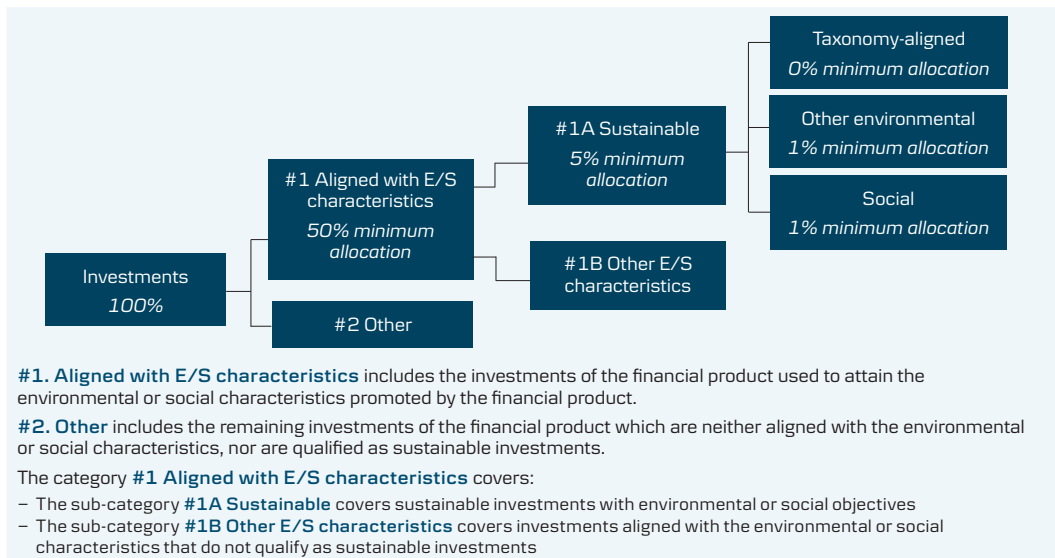 Taxonomy-aligned
0% minimum allocation
Other environmental
1% minimum allocation
Social
1% minimum allocation
#1A Sustainable
5% minimum
allocation
#1B Other E/S
characteristics
#1 Aligned with E/S
characteristics
50% minimum
allocation
#2 Other
Investments
100%
#1. Aligned with E/S characteristics includes the investments of the financial product used to attain the
environmental or social characteristics promoted by the financial product.
#2. Other includes the remaining investments of the financial product which are neither aligned with the environmental
or social characteristics, nor are qualified as sustainable investments.
The category #1 Aligned with E/S characteristics covers:
– The sub-category #1A Sustainable covers sustainable investments with environmental or social objectives
– The sub-category #1B Other E/S characteristics covers investments aligned with the environmental or social
characteristics that do not qualify as sustainable investments